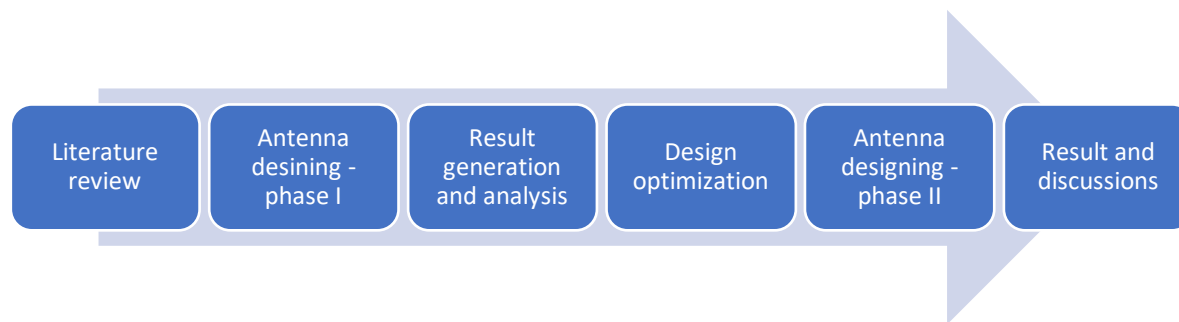 Literature
review
Antenna
desining -
phase I
Result
generation
and analysis
Design
optimization
Antenna
designing -
phase II
Result and
discussions